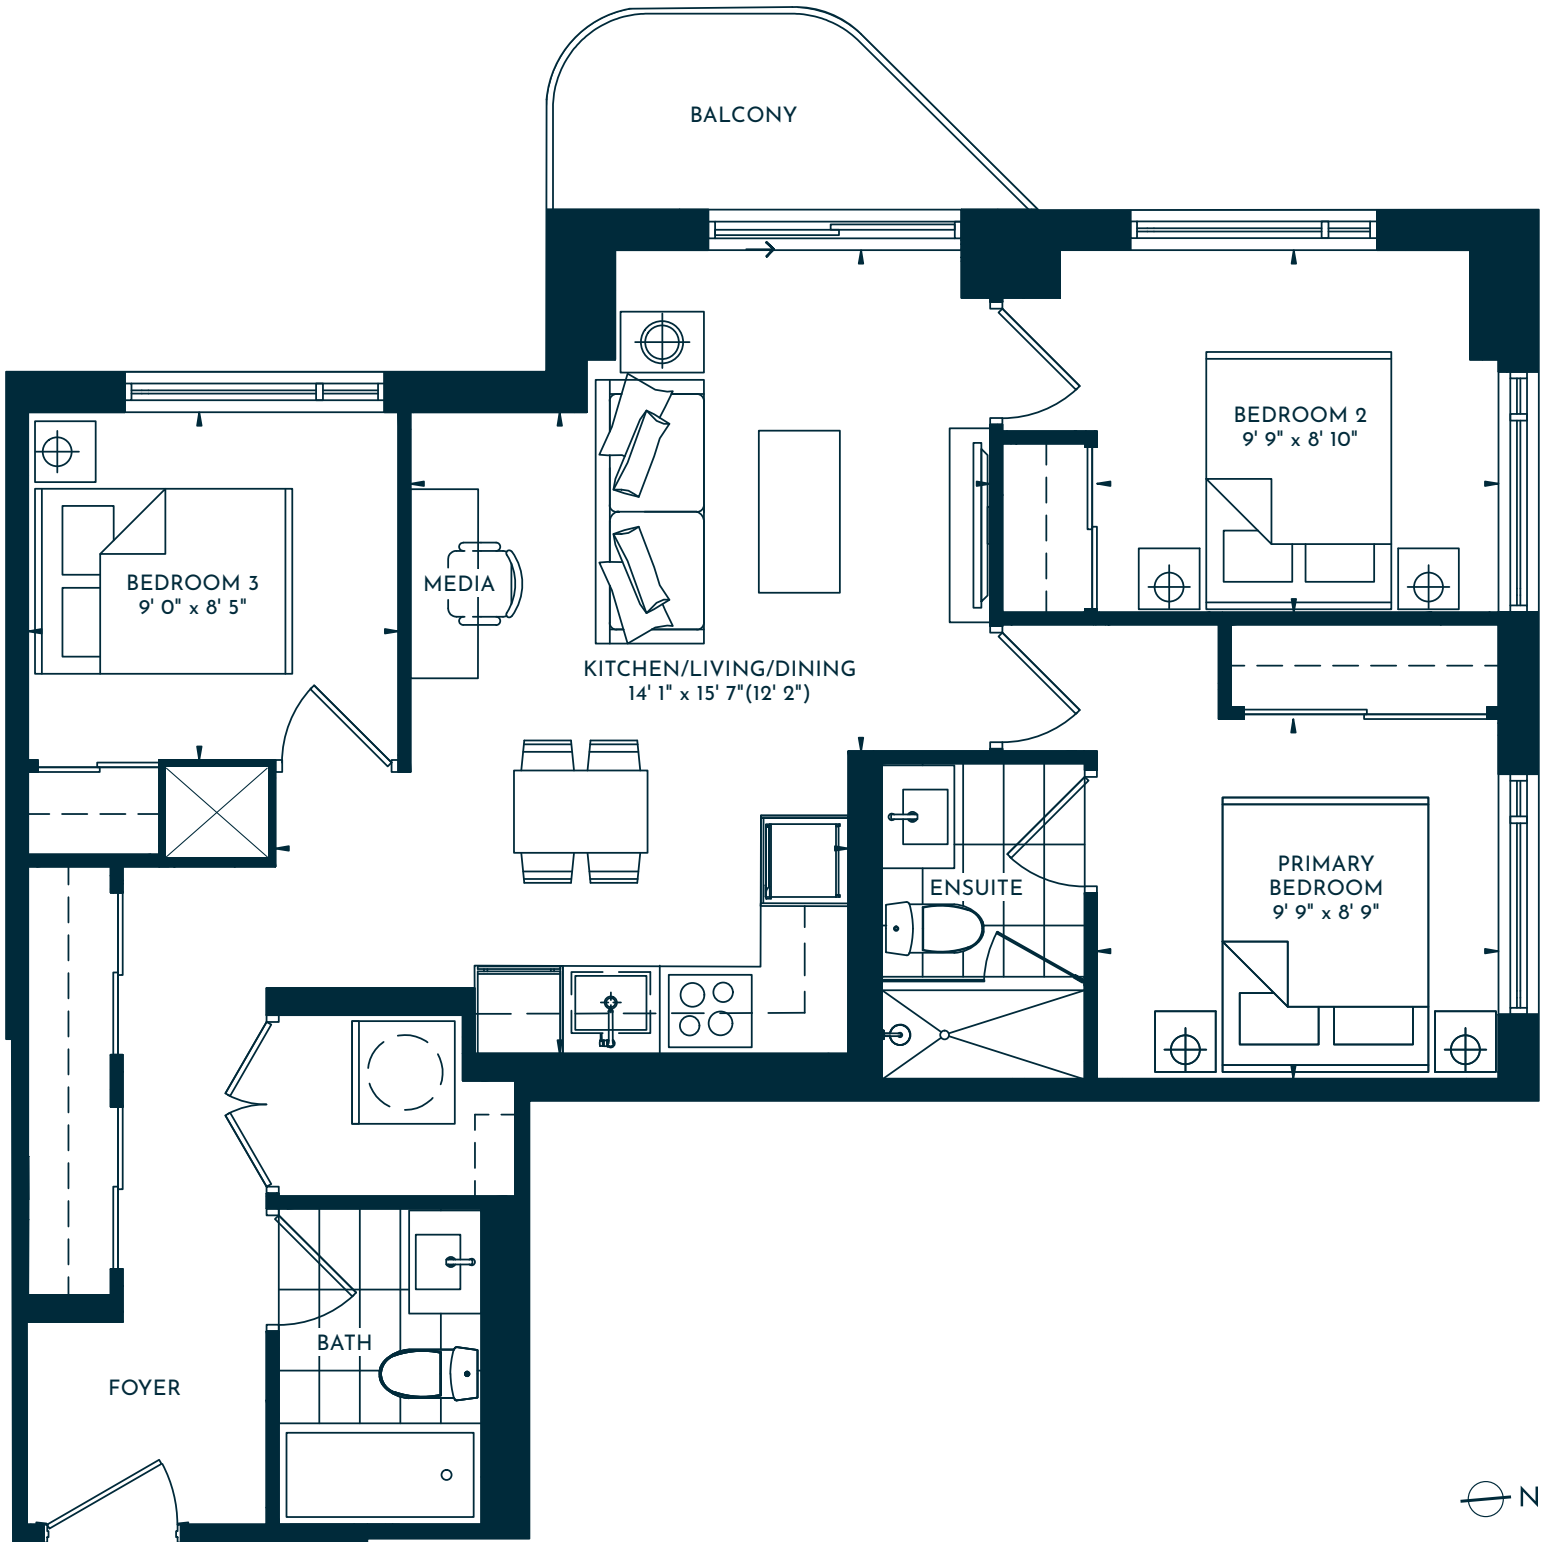 BALCONY
BEDROOM 2
9' 9" x 8' 10"
BEDROOM 3
9' 0" x 8' 5"
MEDIA
KITCHEN/LIVING/DINING
14' 1" x 15' 7"(12' 2")
PRIMARY
BEDROOM
9' 9" x 8' 9"
ENSUITE
BATH
FOYER
N